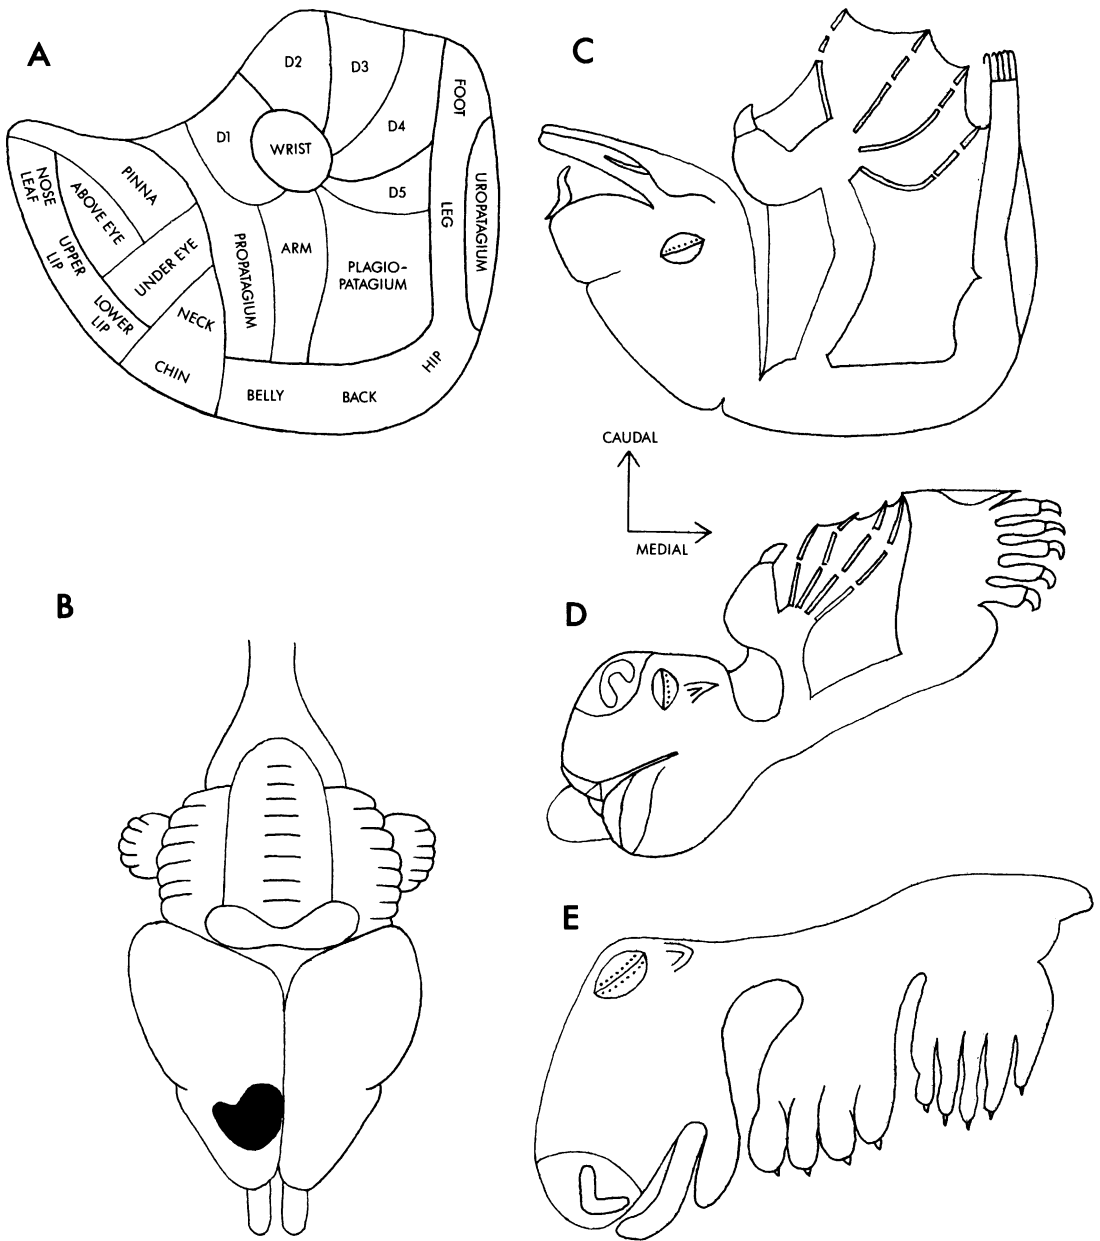 A
D2
D3
FOOT
D1
D4
WRIST
PINNA
NOSE
LEAF
ABOVE EYE
D5
UROPATAGIUM
LEG
UPPER
LIP
UNDER EYE
PROPATAGIUM
ARM
PLAGIO-
PATAGIUM
LOWER
LIP
NECK
CHIN
HIP
BELLY
BACK
C
CAUDAL
MEDIAL
B
D
E